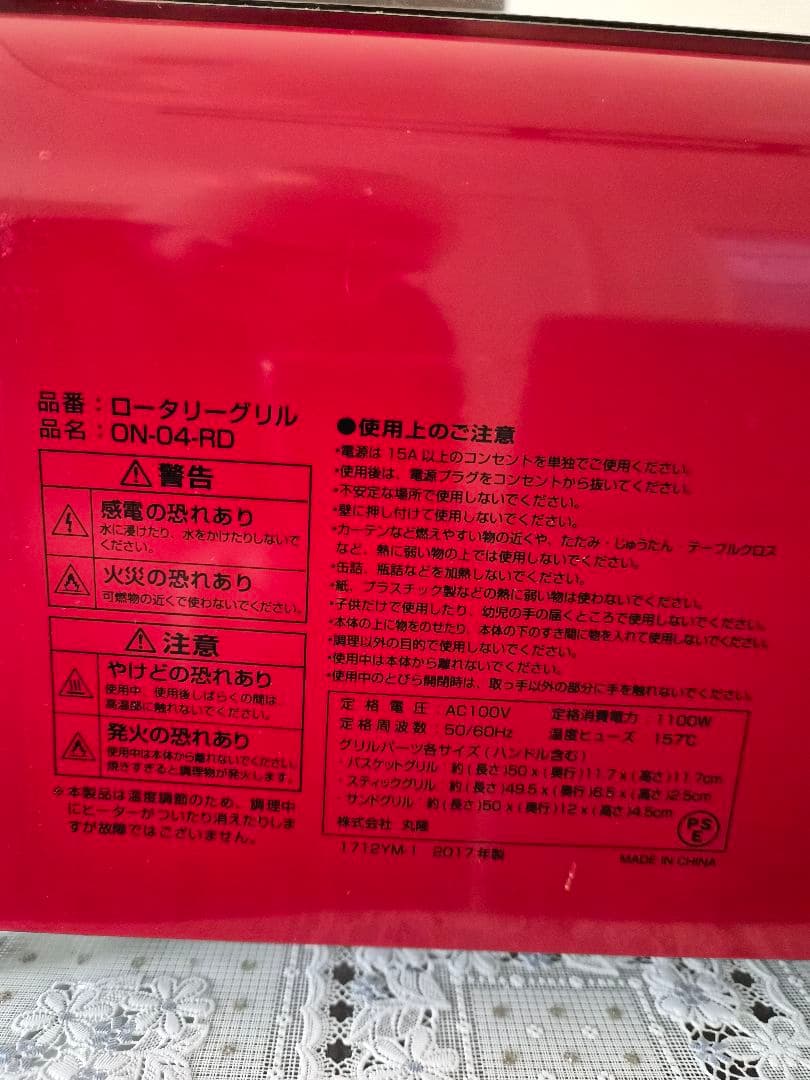 品番：ロータリーグリル
品名：ON-04-RD
⚠警告
感電の恐れあり
水に浸けたり、水をかけたりしないで
ください。
火災の恐れあり
可燃物の近くで使わないでください。
⚠注意
やけどの恐れあり
使用中、使用後しばらくの間は、
高温部に触れないでください。
発火の恐れあり
使用中は本体から離れないでください。
焼きすぎると調理物が発火します。
※本製品は温度調節のため、調理中
にヒーターがついたり消えたりしま
すが故障ではございません。
●使用上のご注意
・電源は15A以上のコンセントを単独でご使用ください。
・使用後は、電源プラグをコンセントから抜いてください。
・不安定な場所で使用しないでください。
・壁に押し付けて使用しないでください。
・カーテンなど燃えやすい物の近くや、たたみ・じゅうたん・テーブルクロス
など、熱に弱い物の上では使用しないでください。
・缶詰、瓶詰などを加熱しないでください。
・紙、プラスチック製などの熱に弱い物は使わないでください。
・子供だけで使用したり、幼児の手の届くところで使用しないでください。
・本体の上に物をのせたり、本体の下のすき間に物を入れて使用しないでください。
・調理以外の目的で使用しないでください。
・使用中は本体から離れないでください。
・使用中のとびら開閉時は、取っ手以外の部分に手を触れないでください。
定格電圧：AC100V 定格消費電力：1100W
定格周波数：50/60Hz 温度ヒューズ 157℃
グリルパーツ各サイズ(ハンドル含む)
・バスケットグリル 約(長さ)50x(奥行)11.7x(高さ)11.7cm
・スティックグリル 約(長さ)49.5x(奥行)6.5x(高さ)2.5cm
・サンドグリル 約(長さ)50x(奥行)12x(高さ)4.5cm
株式会社 丸隆
PSE
1712YM-1 2017年製
MADE IN CHINA